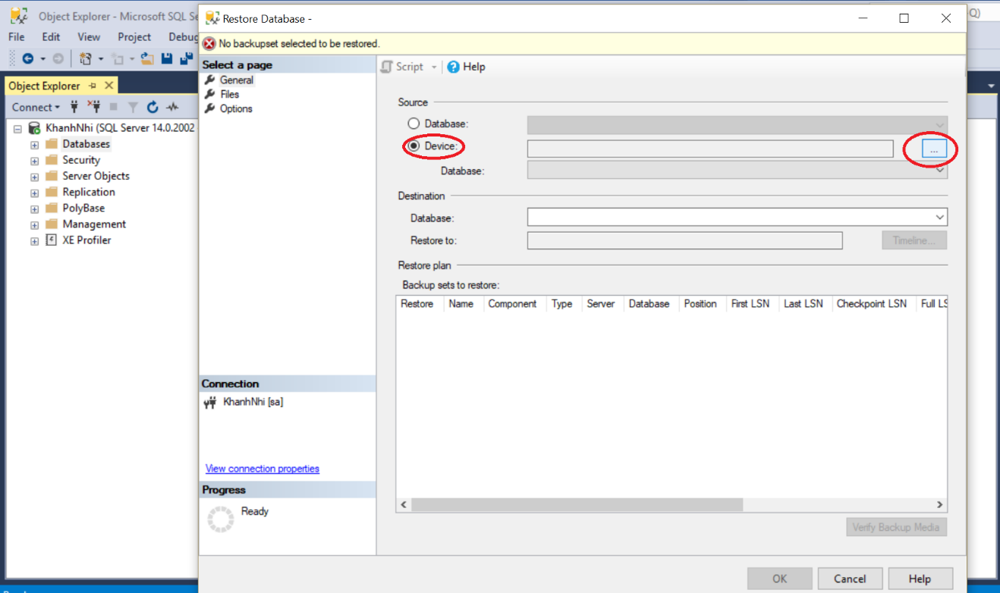 Object Explorer - Microsoft SQL Se
Q)
File Edit View Project Debug
Object Explorer
Connect
KhanhNhi (SQL Server 14.0.2002
Databases
Security
Server Objects
Replication
PolyBase
Management
XE Profiler
Restore Database -
No backupset selected to be restored.
Select a page
General
Files
Options
Connection
KhanhNhi [sa]
View connection properties
Progress
Ready
Script Help
Source
Database:
Device:
...
Database:
Destination
Database:
Restore to:
Timeline...
Restore plan
Backup sets to restore:
Restore Name Component Type Server Database Position First LSN Last LSN Checkpoint LSN Full LS
Verify Backup Media
OK Cancel Help